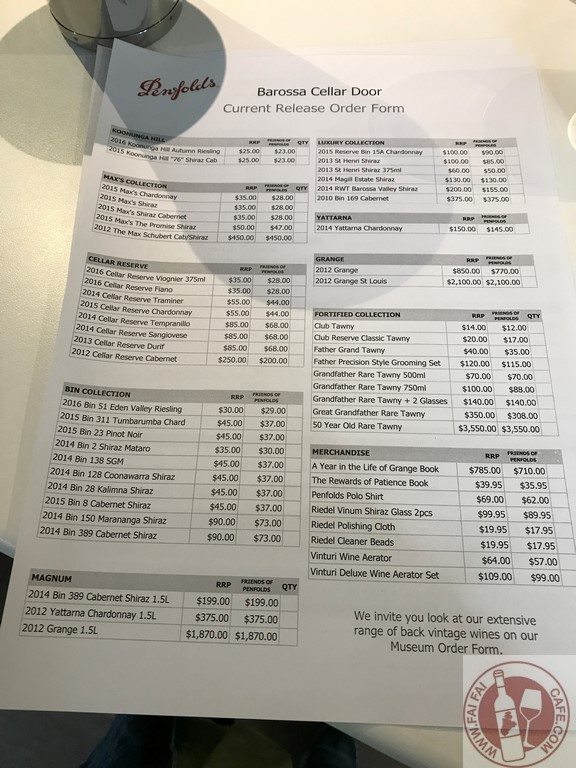 Penfolds
Barossa Cellar Door
Current Release Order Form
KOONUNGA HILL RRP FRIENDS OF PENFOLDS QTY
2016 Koonunga Hill Autumn Riesling $25.00 $23.00
2015 Koonunga Hill "76" Shiraz Cab $25.00 $23.00
MAX'S COLLECTION RRP FRIENDS OF PENFOLDS
2015 Max's Chardonnay $35.00 $28.00
2015 Max's Shiraz $35.00 $28.00
2015 Max's Shiraz Cabernet $35.00 $28.00
2015 Max's The Promise Shiraz $50.00 $47.00
2012 The Max Schubert Cab/Shiraz $450.00 $450.00
CELLAR RESERVE RRP FRIENDS OF PENFOLDS
2016 Cellar Reserve Viognier 375ml $35.00 $28.00
2016 Cellar Reserve Fiano $35.00 $28.00
2014 Cellar Reserve Traminer $55.00 $44.00
2015 Cellar Reserve Chardonnay $55.00 $44.00
2014 Cellar Reserve Tempranillo $85.00 $68.00
2014 Cellar Reserve Sangiovese $85.00 $68.00
2013 Cellar Reserve Durif $85.00 $68.00
2012 Cellar Reserve Cabernet $250.00 $200.00
BIN COLLECTION RRP FRIENDS OF PENFOLDS
2016 Bin 51 Eden Valley Riesling $30.00 $29.00
2015 Bin 311 Tumbarumba Chard $45.00 $37.00
2015 Bin 23 Pinot Noir $45.00 $37.00
2014 Bin 2 Shiraz Mataro $35.00 $30.00
2014 Bin 138 SGM $45.00 $37.00
2014 Bin 128 Coonawarra Shiraz $45.00 $37.00
2014 Bin 28 Kalimna Shiraz $45.00 $37.00
2015 Bin 8 Cabernet Shiraz $45.00 $37.00
2014 Bin 150 Marananga Shiraz $90.00 $73.00
2014 Bin 389 Cabernet Shiraz $90.00 $73.00
MAGNUM RRP FRIENDS OF PENFOLDS QTY
2014 Bin 389 Cabernet Shiraz 1.5L $199.00 $199.00
2012 Yattarna Chardonnay 1.5L $375.00 $375.00
2012 Grange 1.5L $1,870.00 $1,870.00
LUXURY COLLECTION RRP FRIENDS OF PENFOLDS
2015 Reserve Bin 15A Chardonnay $100.00 $90.00
2013 St Henri Shiraz $100.00 $85.00
2013 St Henri Shiraz 375ml $60.00 $50.00
2014 Magill Estate Shiraz $130.00 $130.00
2014 RWT Barossa Valley Shiraz $200.00 $155.00
2010 Bin 169 Cabernet $375.00 $375.00
YATTARNA RRP FRIENDS OF PENFOLDS
2014 Yattarna Chardonnay $150.00 $145.00
GRANGE RRP FRIENDS OF PENFOLDS
2012 Grange $850.00 $770.00
2012 Grange St Louis $2,100.00 $2,100.00
FORTIFIED COLLECTION RRP FRIENDS OF PENFOLDS QTY
Club Tawny $14.00 $12.00
Club Reserve Classic Tawny $20.00 $17.00
Father Grand Tawny $40.00 $35.00
Father Precision Style Grooming Set $120.00 $115.00
Grandfather Rare Tawny 500ml $70.00 $70.00
Grandfather Rare Tawny 750ml $100.00 $88.00
Grandfather Rare Tawny + 2 Glasses $140.00 $140.00
Great Grandfather Rare Tawny $350.00 $308.00
50 Year Old Rare Tawny $3,550.00 $3,550.00
MERCHANDISE RRP FRIENDS OF PENFOLDS
A Year in the Life of Grange Book $785.00 $710.00
The Rewards of Patience Book $39.95 $35.95
Penfolds Polo Shirt $69.00 $62.00
Riedel Vinum Shiraz Glass 2pcs $99.95 $89.95
Riedel Polishing Cloth $19.95 $17.95
Riedel Cleaner Beads $19.95 $17.95
Vinturi Wine Aerator $64.00 $57.00
Vinturi Deluxe Wine Aerator Set $109.00 $99.00
We invite you look at our extensive
range of back vintage wines on our
Museum Order Form.
WWW.FAIFAICAFE.COM